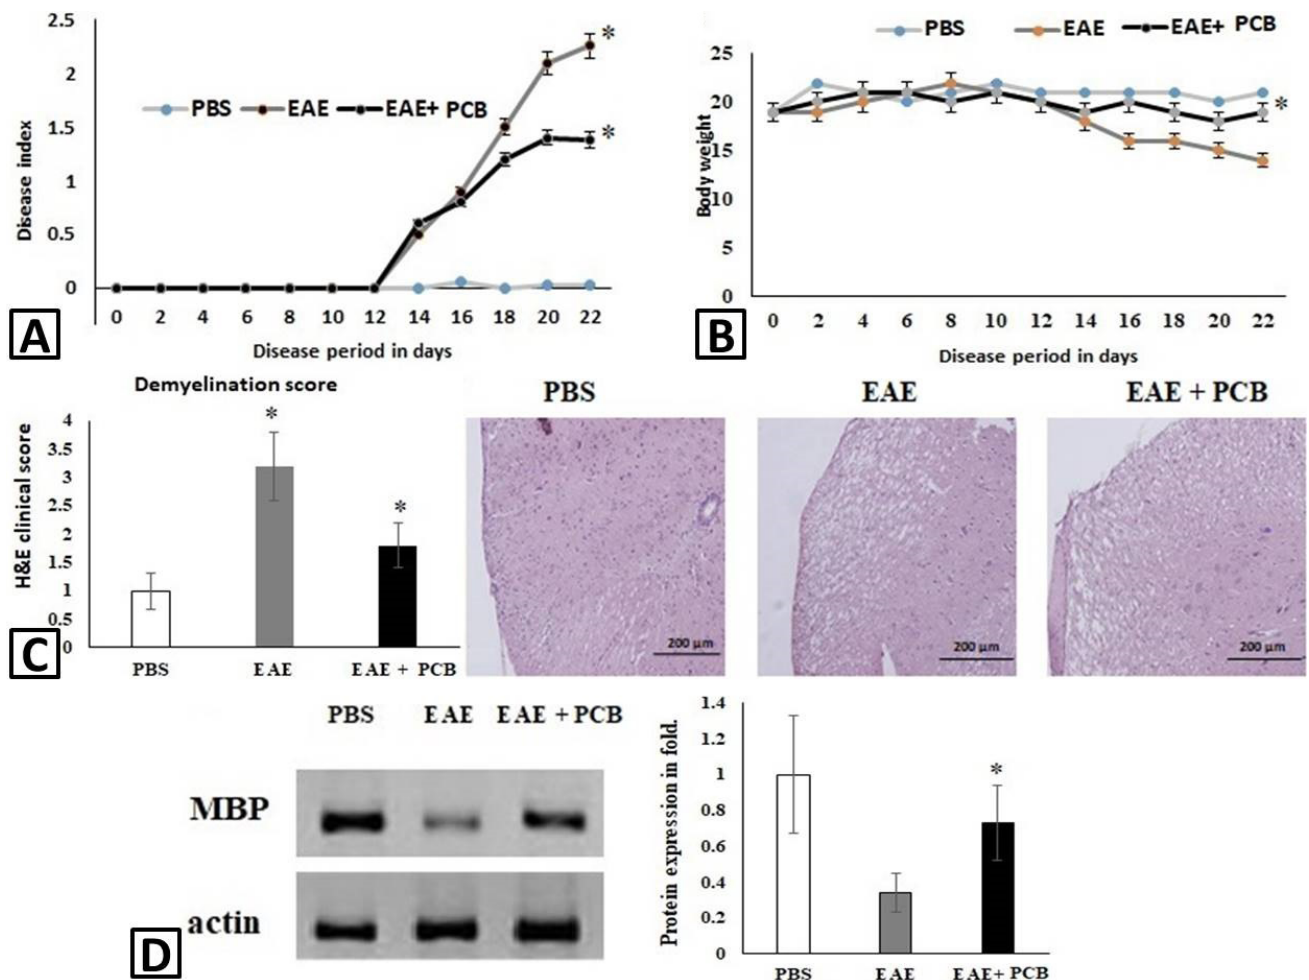 2.5
*
2
PBS EAE EAE+ PCB
1.5
*
1
0.5
0
Disease index
0 2 4 6 8 10 12 14 16 18 20 22
Disease period in days
A
PBS EAE EAE+ PCB
25
20
*
15
10
5
0
Body weight
0 2 4 6 8 10 12 14 16 18 20 22
Disease period in days
B
Demyelination score
4
3.5
3
2.5
2
1.5
1
0.5
0
H&E clinical score
*
*
PBS EAE EAE + PCB
C
PBS EAE EAE + PCB
200 µm 200 µm 200 µm
PBS EAE EAE + PCB
MBP
actin
D
1.4
1.2
1
0.8
0.6
0.4
0.2
0
Protein expression in fold.
*
PBS EAE EAE+ PCB